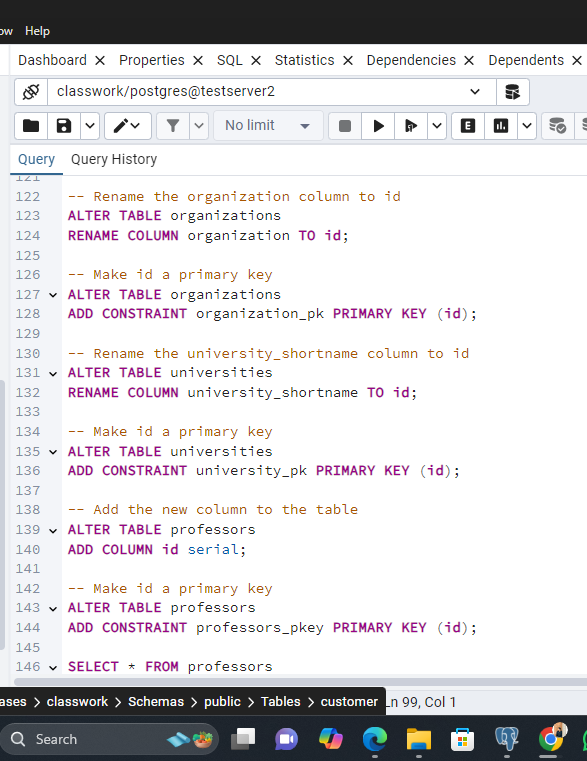 ow Help
Dashboard × Properties × SQL × Statistics × Dependencies × Dependents ×
classwork/postgres@testserver2
No limit
E
Query Query History
121
122 -- Rename the organization column to id
123 ALTER TABLE organizations
124 RENAME COLUMN organization TO id;
125
126 -- Make id a primary key
127 ALTER TABLE organizations
128 ADD CONSTRAINT organization_pk PRIMARY KEY (id);
129
130 -- Rename the university_shortname column to id
131 ALTER TABLE universities
132 RENAME COLUMN university_shortname TO id;
133
134 -- Make id a primary key
135 ALTER TABLE universities
136 ADD CONSTRAINT university_pk PRIMARY KEY (id);
137
138 -- Add the new column to the table
139 ALTER TABLE professors
140 ADD COLUMN id serial;
141
142 -- Make id a primary key
143 ALTER TABLE professors
144 ADD CONSTRAINT professors_pkey PRIMARY KEY (id);
145
146 SELECT * FROM professors
ases > classwork > Schemas > public > Tables > customer Ln 99, Col 1
Search